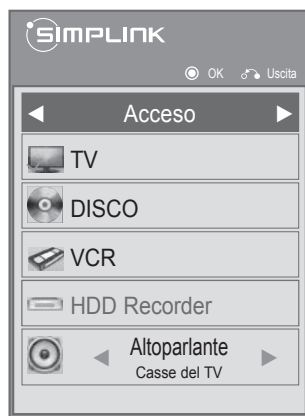 SIMPLINK
OK Uscita
Acceso
TV
DISCO
VCR
HDD Recorder
Altoparlante
Casse del TV